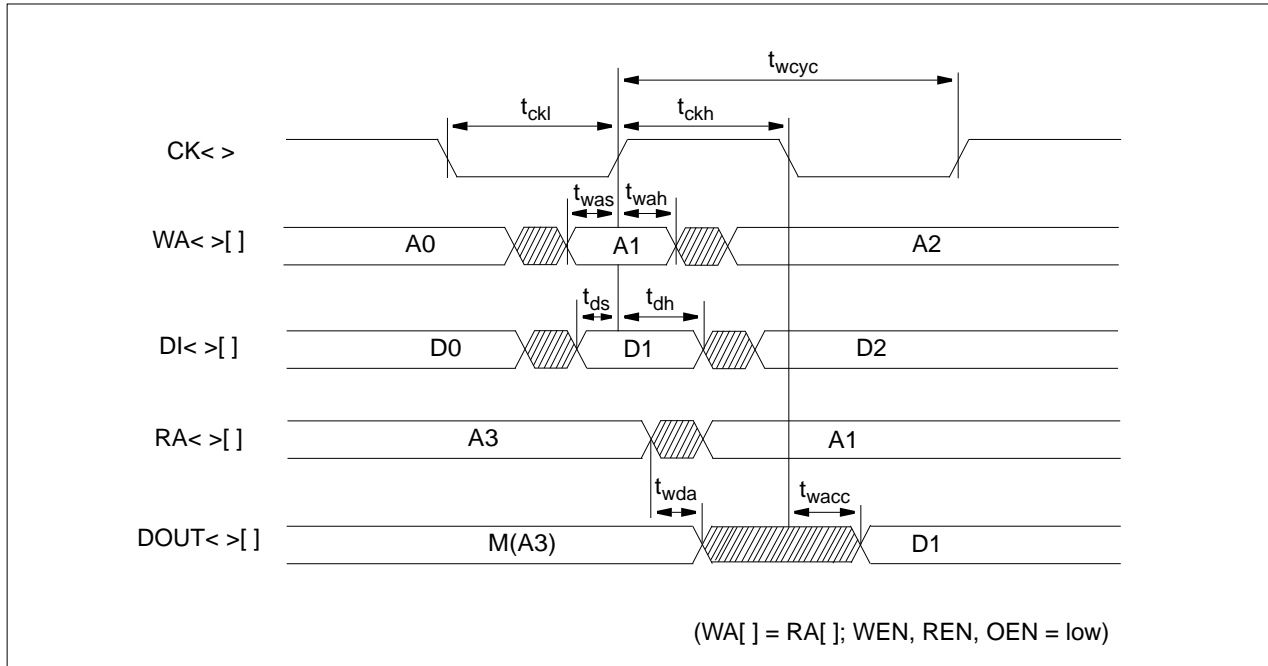 t_wcyc
t_ckl t_ckh
CK< >
t_was t_wah
WA< >[ ] A0 A1 A2
t_ds t_dh
DI< >[ ] D0 D1 D2
RA< >[ ] A3 A1
t_wda t_wacc
DOUT< >[ ] M(A3) D1
(WA[ ] = RA[ ]; WEN, REN, OEN = low)